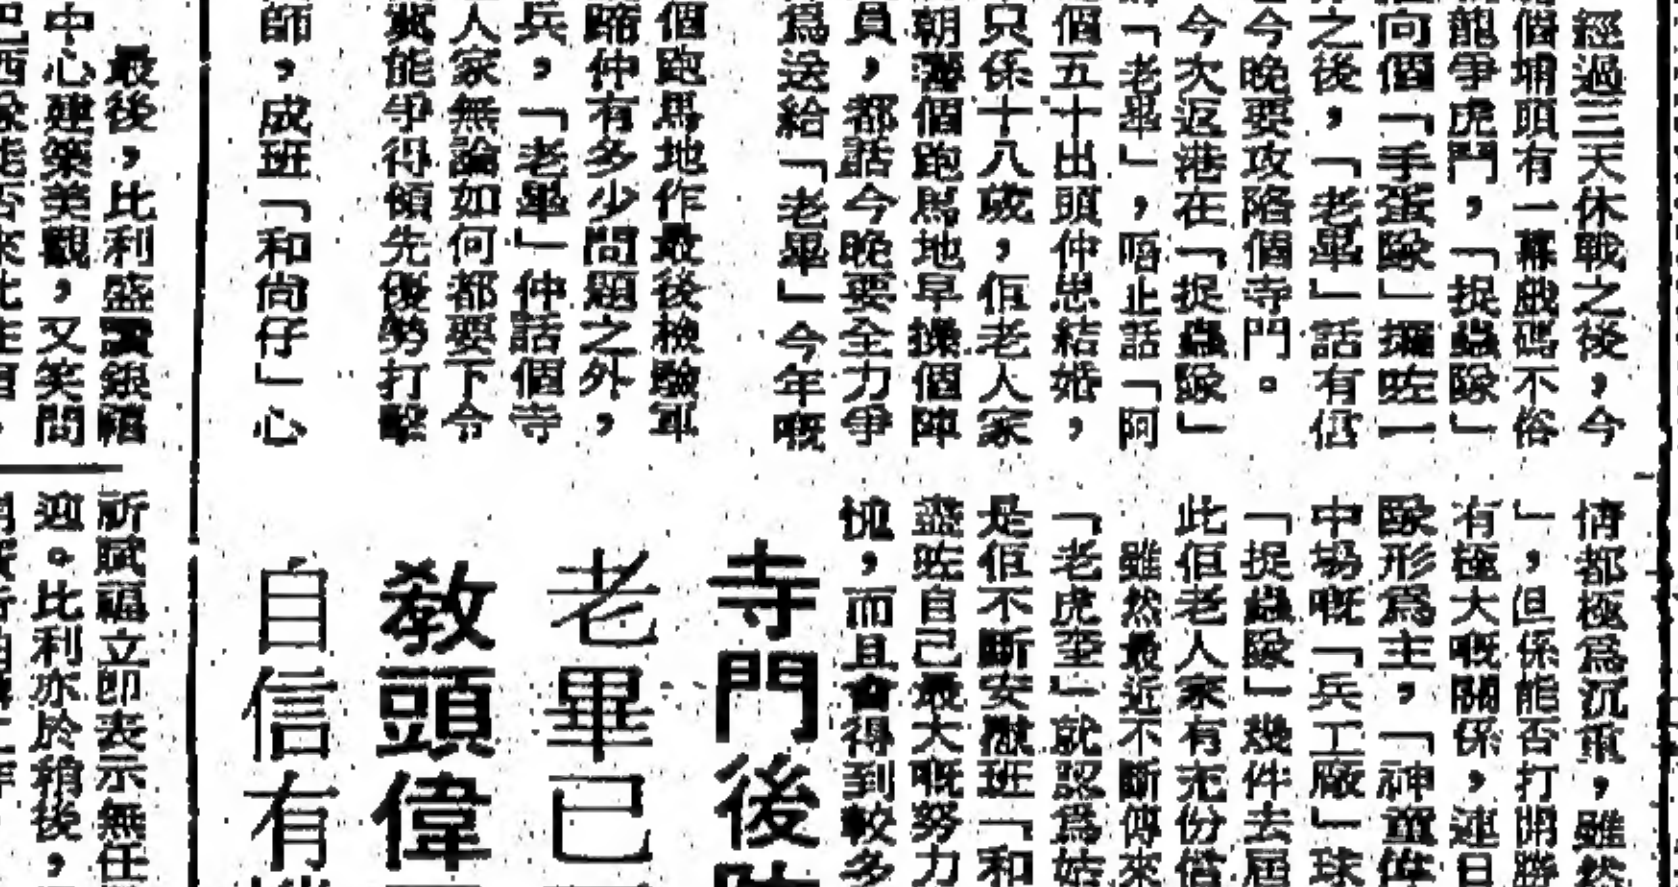 經過三天休戰之後，今
個埔頭有一幕戲碼不俗
龍爭虎鬥，「捉蟲隊」
向個「手蛋隊」攞咗一
之後，「老畢」話有信
今晚要攻陷個寺門。
今次返港在「捉蟲隊」
「老畢」，唔止話「阿
個五十出頭仲思結婚，
只係十八歲，佢老人家
朝灣個跑馬地早操個陣
員，都話今晚要全力爭
爲送給「老畢」今年嘅
個跑馬地作最後檢驗軍
蹄仲有多少問題之外，
兵，「老畢」仲話個寺
人家無論如何都要下令
冀能爭得領先優勢打擊
師，成班「和尚仔」心
情都極爲沉重，雖然
」，但係能否打開勝
有極大嘅關係，連日
隊形爲主，「神童偉
中場嘅「兵工廠」球
「捉蟲隊」幾件去屆
此佢老人家有充份信
雖然最近不斷傳來
「老虎奎」就認爲姑
是佢不斷安慰班「和
盡咗自己最大嘅努力
愧，而且會得到較多
寺門後
老畢已
教頭偉
自信有
最後，比利盛讚銀禧
中心建築美觀，又笑問
祈賦福立即表示無任
迎。比利亦於稍後，